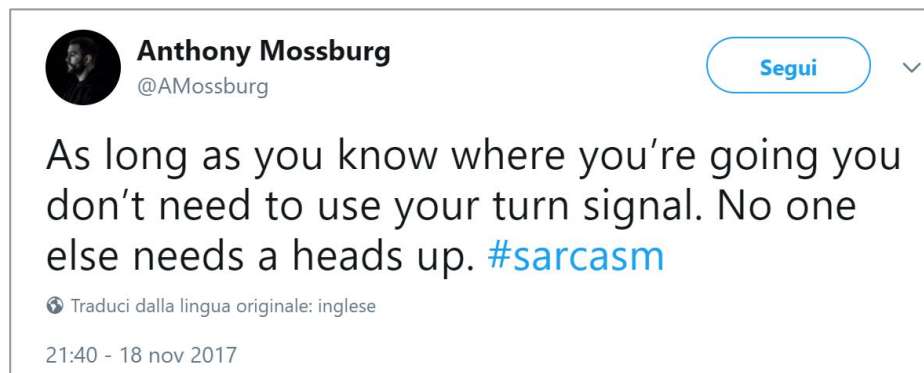 Anthony Mossburg
@AMossburg
Segui
As long as you know where you’re going you
don’t need to use your turn signal. No one
else needs a heads up. #sarcasm
Traduci dalla lingua originale: inglese
21:40 - 18 nov 2017